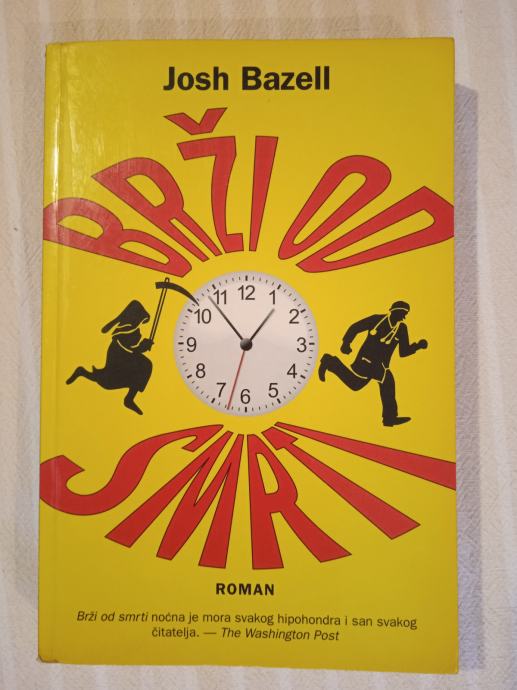 Josh Bazell
BRŽI OD
11 12 1
10 2
9 3
8 4
7 6 5
SMRTI
ROMAN
Brži od smrti noćna je mora svakog hipohondra i san svakog
čitatelja. — The Washington Post